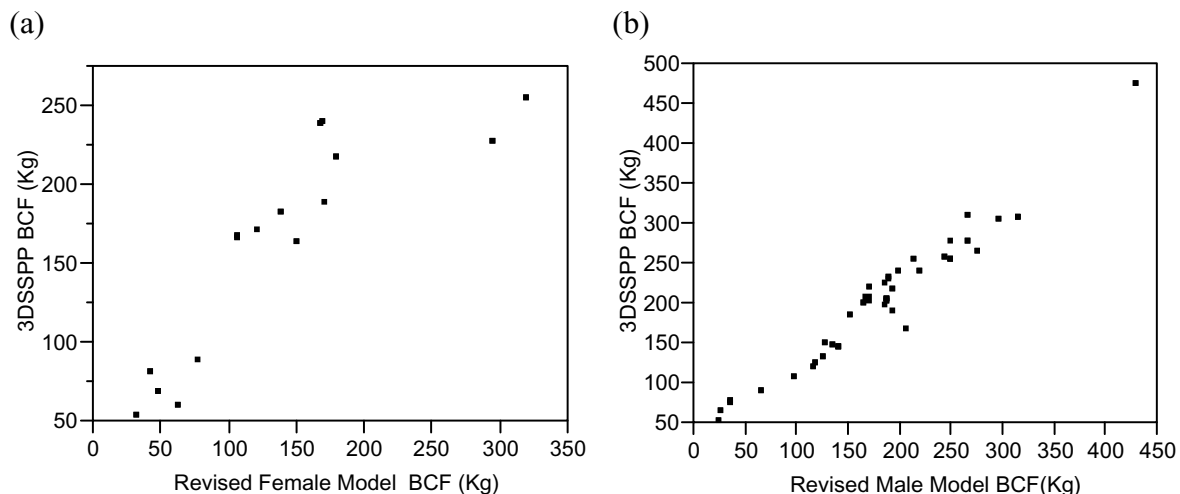 (a)
3DSSPP BCF (Kg)
250
200
150
100
50
0 50 100 150 200 250 300 350
Revised Female Model  BCF (Kg)
(b)
3DSSPP BCF (Kg)
500
450
400
350
300
250
200
150
100
50
0 50 100 150 200 250 300 350 400 450
Revised Male Model BCF(Kg)